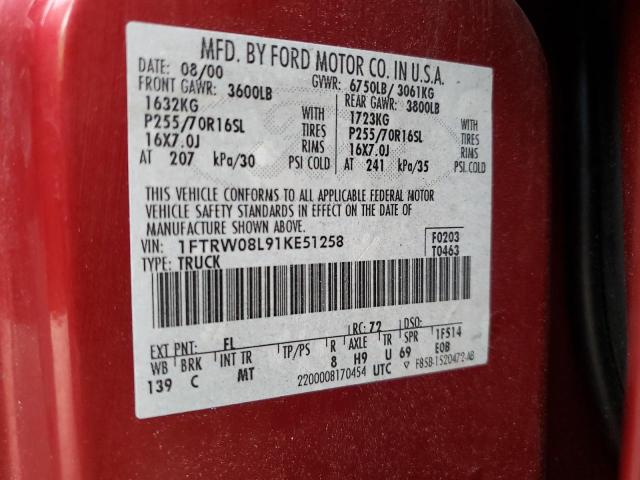 MFD. BY FORD MOTOR CO. IN U.S.A.
DATE: 08/00 GVWR: 6750LB/ 3061KG
FRONT GAWR: 3600LB REAR GAWR: 3800LB
1632KG WITH 1723KG WITH
P255/70R16SL TIRES P255/70R16SL TIRES
16X7.0J RIMS 16X7.0J RIMS
AT 207 kPa/30 PSI COLD AT 241 kPa/35 PSI COLD
THIS VEHICLE CONFORMS TO ALL APPLICABLE FEDERAL MOTOR
VEHICLE SAFETY STANDARDS IN EFFECT ON THE DATE OF
MANUFACTURE SHOWN ABOVE.
VIN: 1FTRW08L91KE51258 F0203
TYPE: TRUCK T0463
EXT PNT: FL RC: 72 DSO:
WB BRK INT TR TP/PS R AXLE TR SPR 1F514
139 C MT 8 H9 U 69 EOB
2200008170454 UTC ▽ F85B-1520472-AB